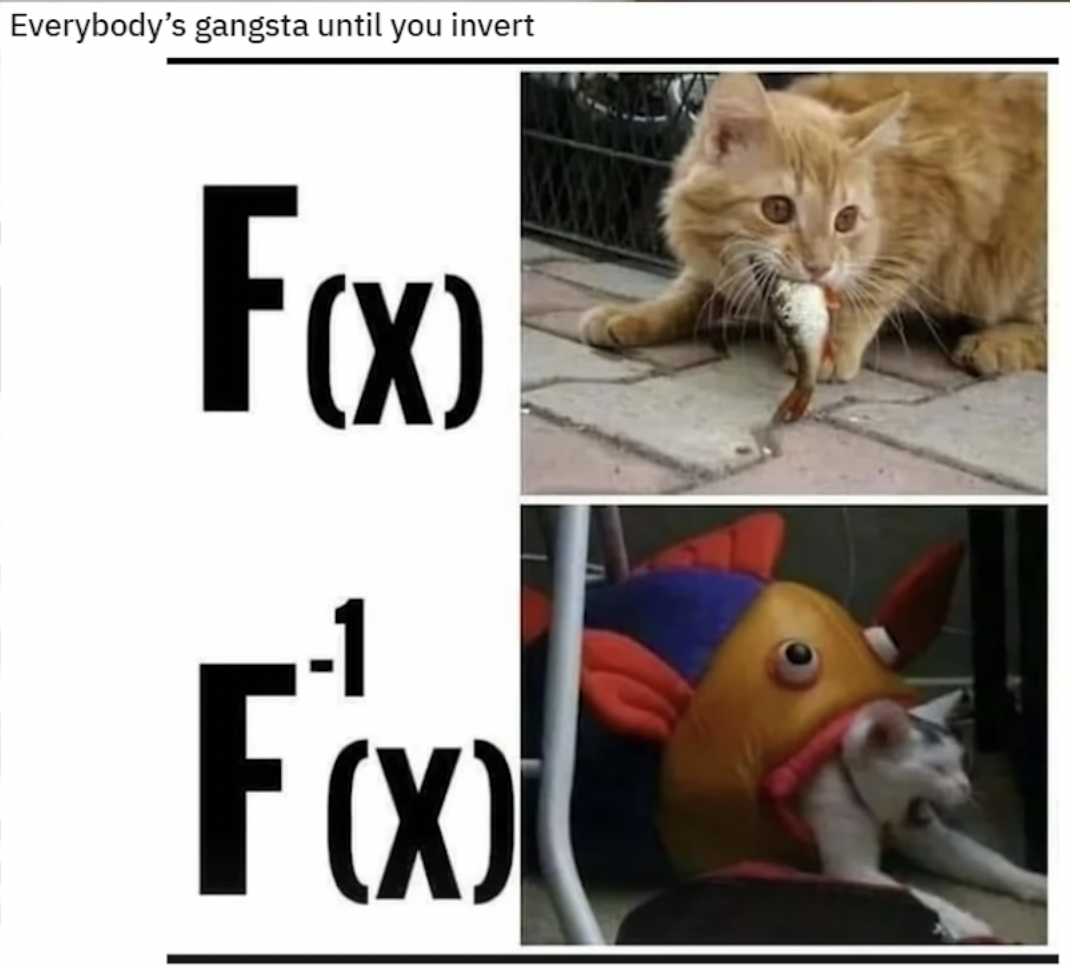 Everybody’s gangsta until you invert
F(x)
F⁻¹(x)